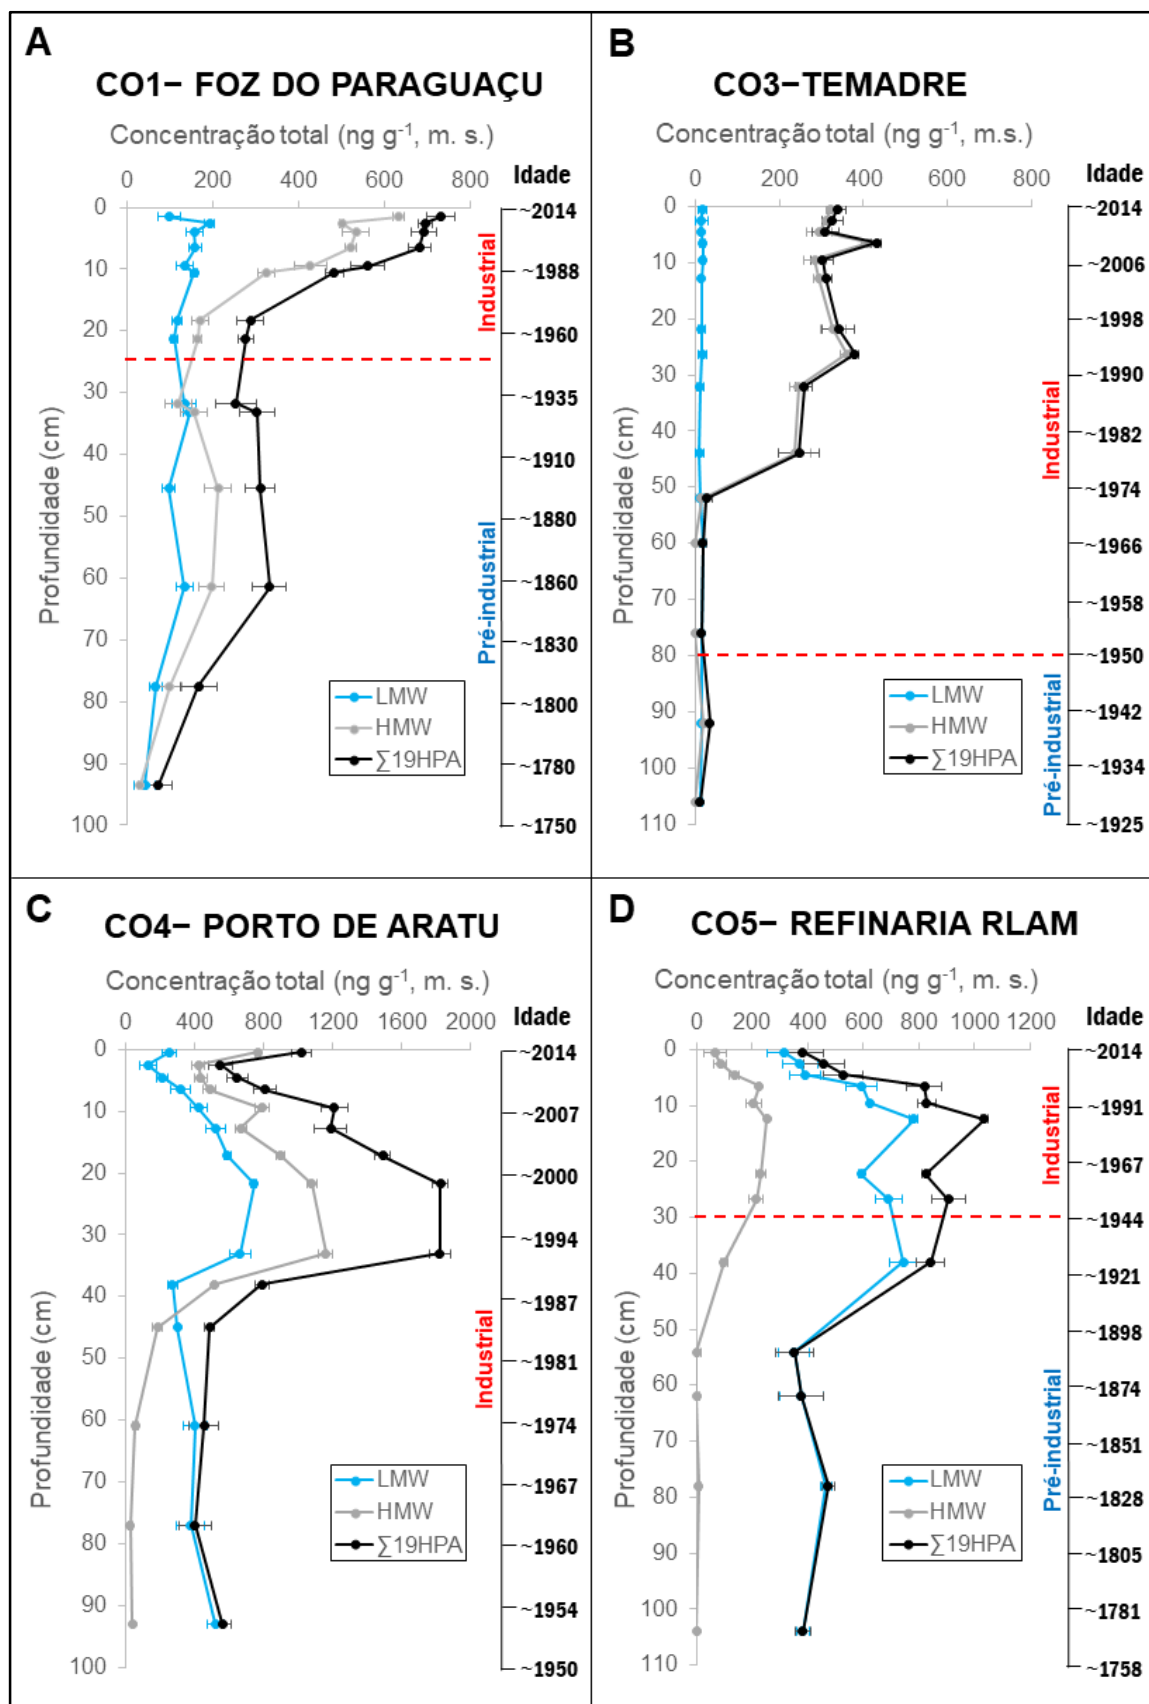 A
CO1− FOZ DO PARAGUAÇU
Concentração total (ng g⁻¹, m. s.)
0 200 400 600 800
Idade
Profundidade (cm)
0
10
20
30
40
50
60
70
80
90
100
~2014
~1988
~1960
~1935
~1910
~1880
~1860
~1830
~1800
~1780
~1750
Industrial
Pré-industrial
LMW
HMW
∑19HPA
B
CO3−TEMADRE
Concentração total (ng g⁻¹, m.s.)
0 200 400 600 800
Idade
Profundidade (cm)
0
10
20
30
40
50
60
70
80
90
100
110
~2014
~2006
~1998
~1990
~1982
~1974
~1966
~1958
~1950
~1942
~1934
~1925
Industrial
Pré-industrial
LMW
HMW
∑19HPA
C
CO4− PORTO DE ARATU
Concentração total (ng g⁻¹, m. s.)
0 400 800 1200 1600 2000
Idade
Profundidade (cm)
0
10
20
30
40
50
60
70
80
90
100
~2014
~2007
~2000
~1994
~1987
~1981
~1974
~1967
~1960
~1954
~1950
Industrial
LMW
HMW
∑19HPA
D
CO5− REFINARIA RLAM
Concentração total (ng g⁻¹, m. s.)
0 200 400 600 800 1000 1200
Idade
Profundidade (cm)
0
10
20
30
40
50
60
70
80
90
100
110
~2014
~1991
~1967
~1944
~1921
~1898
~1874
~1851
~1828
~1805
~1781
~1758
Industrial
Pré-industrial
LMW
HMW
∑19HPA